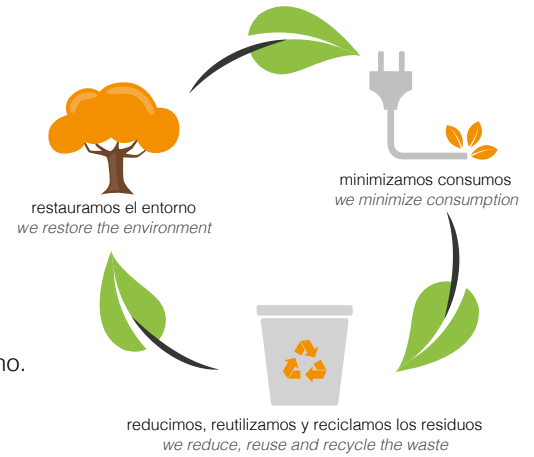 minimizamos consumos
we minimize consumption
restauramos el entorno
we restore the environment
no.
reducimos, reutilizamos y reciclamos los residuos
we reduce, reuse and recycle the waste